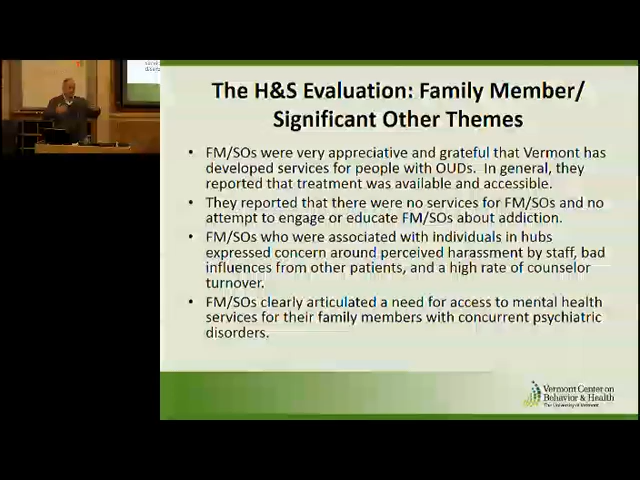 The H&S Evaluation: Family Member/
Significant Other Themes
• FM/SOs were very appreciative and grateful that Vermont has
developed services for people with OUDs. In general, they
reported that treatment was available and accessible.
• They reported that there were no services for FM/SOs and no
attempt to engage or educate FM/SOs about addiction.
• FM/SOs who were associated with individuals in hubs
expressed concern around perceived harassment by staff, bad
influences from other patients, and a high rate of counselor
turnover.
• FM/SOs clearly articulated a need for access to mental health
services for their family members with concurrent psychiatric
disorders.
Vermont Center on
Behavior & Health
The University of Vermont